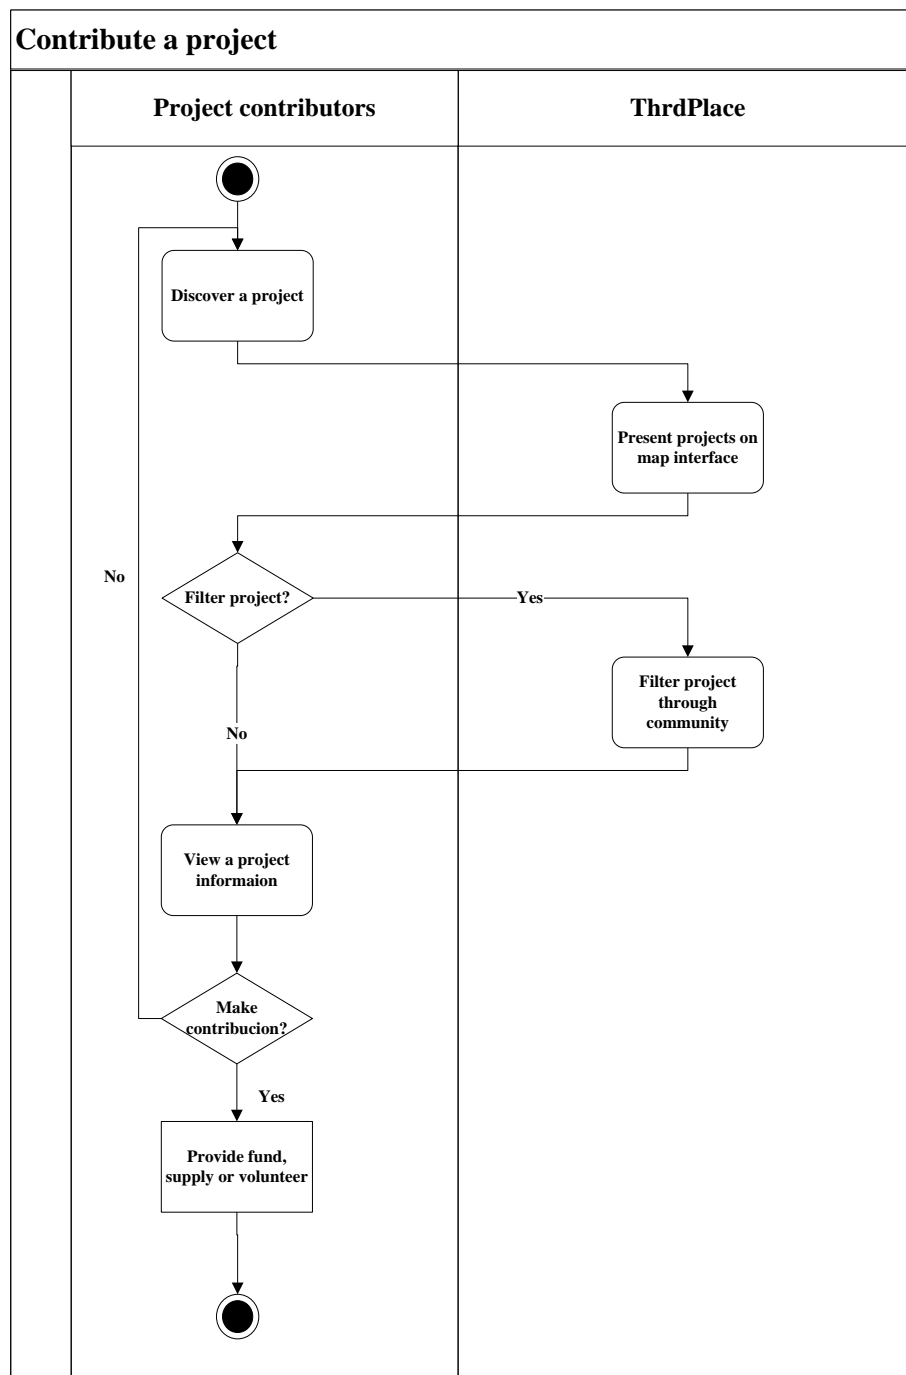 Contribute a project
Project contributors
ThrdPlace
Discover a project
Present projects on
map interface
No
Filter project?
Yes
Filter project
through
community
No
View a project
informaion
Make
contribucion?
Yes
Provide fund,
supply or volunteer